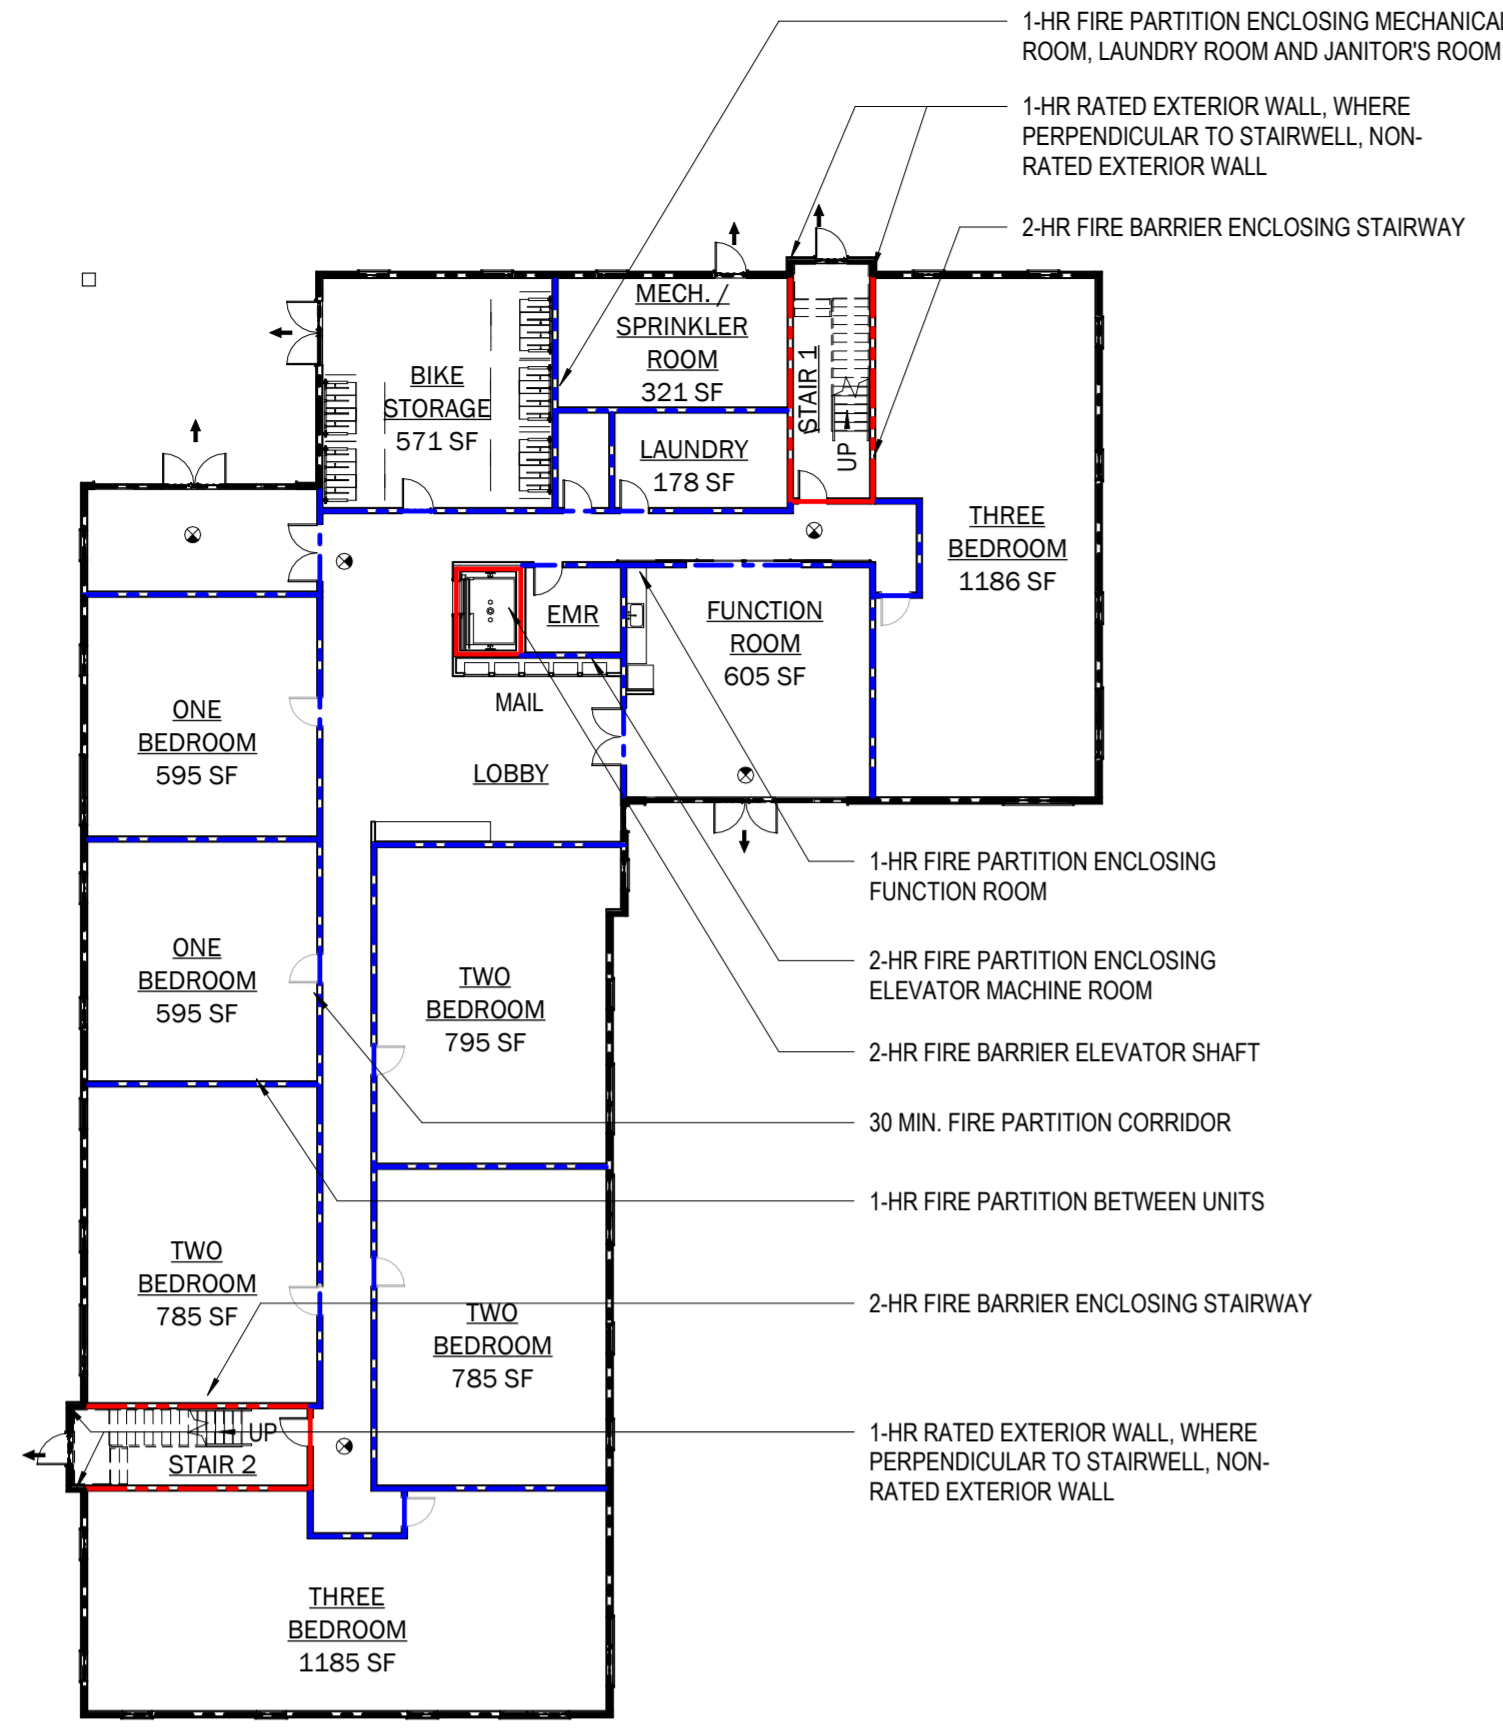 1-HR FIRE PARTITION ENCLOSING MECHANICAL
ROOM, LAUNDRY ROOM AND JANITOR'S ROOM
1-HR RATED EXTERIOR WALL, WHERE
PERPENDICULAR TO STAIRWELL, NON-
RATED EXTERIOR WALL
2-HR FIRE BARRIER ENCLOSING STAIRWAY
MECH. /
SPRINKLER
ROOM
321 SF
STAIR 1
UP
BIKE
STORAGE
571 SF
LAUNDRY
178 SF
THREE
BEDROOM
1186 SF
EMR
FUNCTION
ROOM
605 SF
MAIL
LOBBY
ONE
BEDROOM
595 SF
1-HR FIRE PARTITION ENCLOSING
FUNCTION ROOM
ONE
BEDROOM
595 SF
TWO
BEDROOM
795 SF
2-HR FIRE PARTITION ENCLOSING
ELEVATOR MACHINE ROOM
2-HR FIRE BARRIER ELEVATOR SHAFT
30 MIN. FIRE PARTITION CORRIDOR
1-HR FIRE PARTITION BETWEEN UNITS
TWO
BEDROOM
785 SF
2-HR FIRE BARRIER ENCLOSING STAIRWAY
TWO
BEDROOM
785 SF
UP
STAIR 2
1-HR RATED EXTERIOR WALL, WHERE
PERPENDICULAR TO STAIRWELL, NON-
RATED EXTERIOR WALL
THREE
BEDROOM
1185 SF